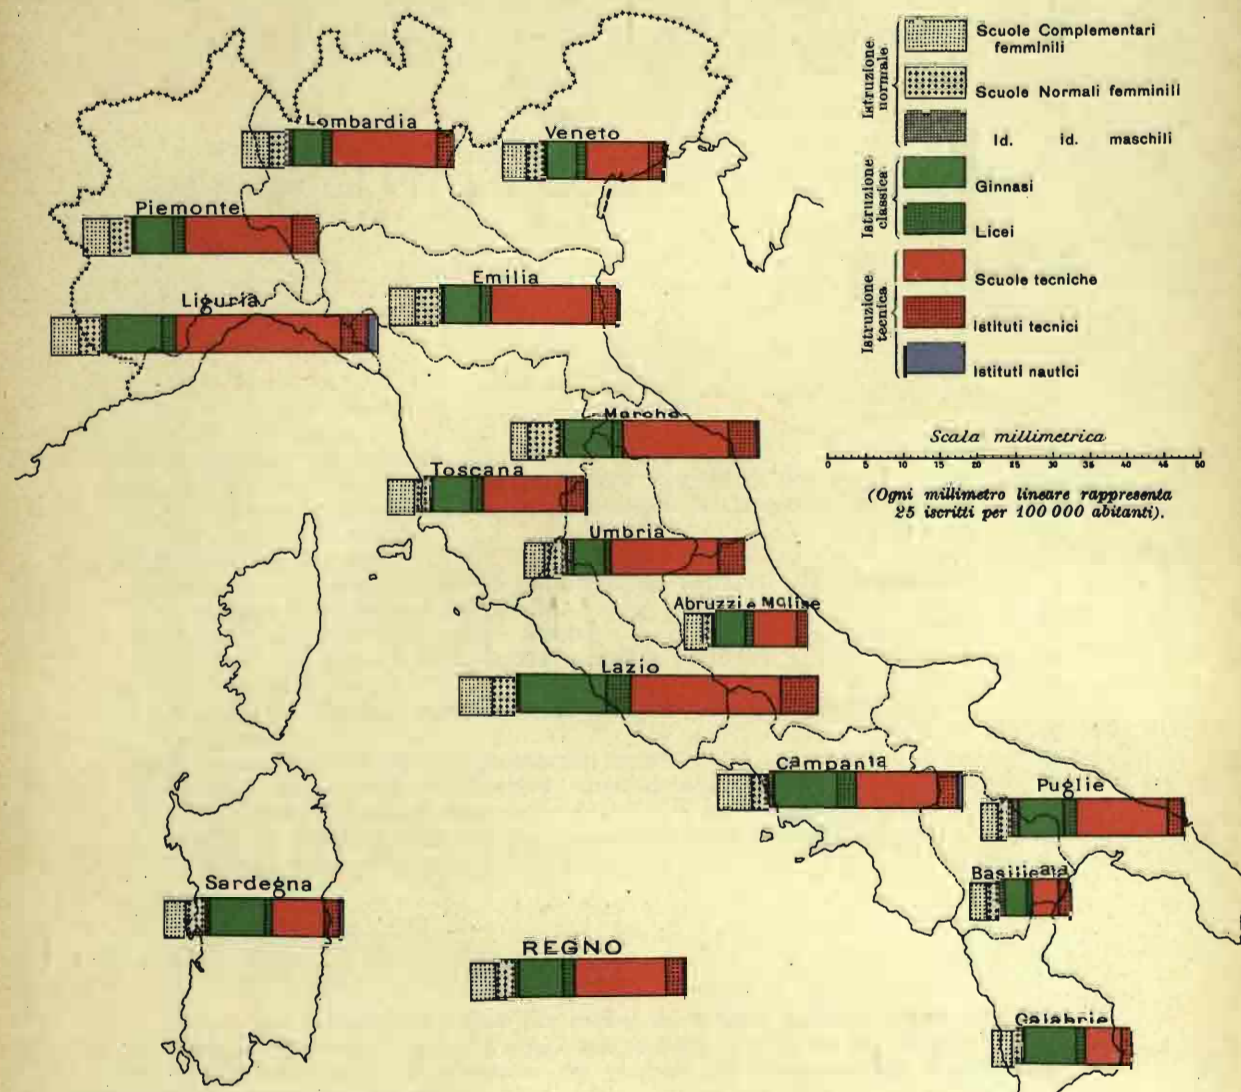 Istruzione
normale
Scuole Complementari
femminili
Scuole Normali femminili
Id. id. maschili
Istruzione
classica
Ginnasi
Licei
Istruzione
tecnica
Scuole tecniche
Istituti tecnici
Istituti nautici
Scala millimetrica
0 5 10 15 20 25 30 35 40 45 50
(Ogni millimetro lineare rappresenta
25 iscritti per 100 000 abitanti).
Lombardia
Veneto
Piemonte
Emilia
Liguria
Marche
Toscana
Umbria
Abruzzi e Molise
Lazio
Campania
Puglie
Basilicata
Sardegna
REGNO
Calabrie